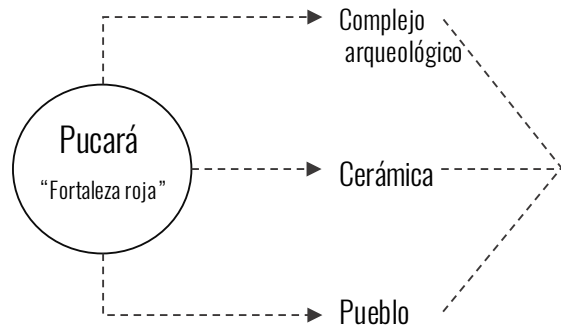 Complejo
arqueológico
Pucará
“Fortaleza roja”
Cerámica
Pueblo